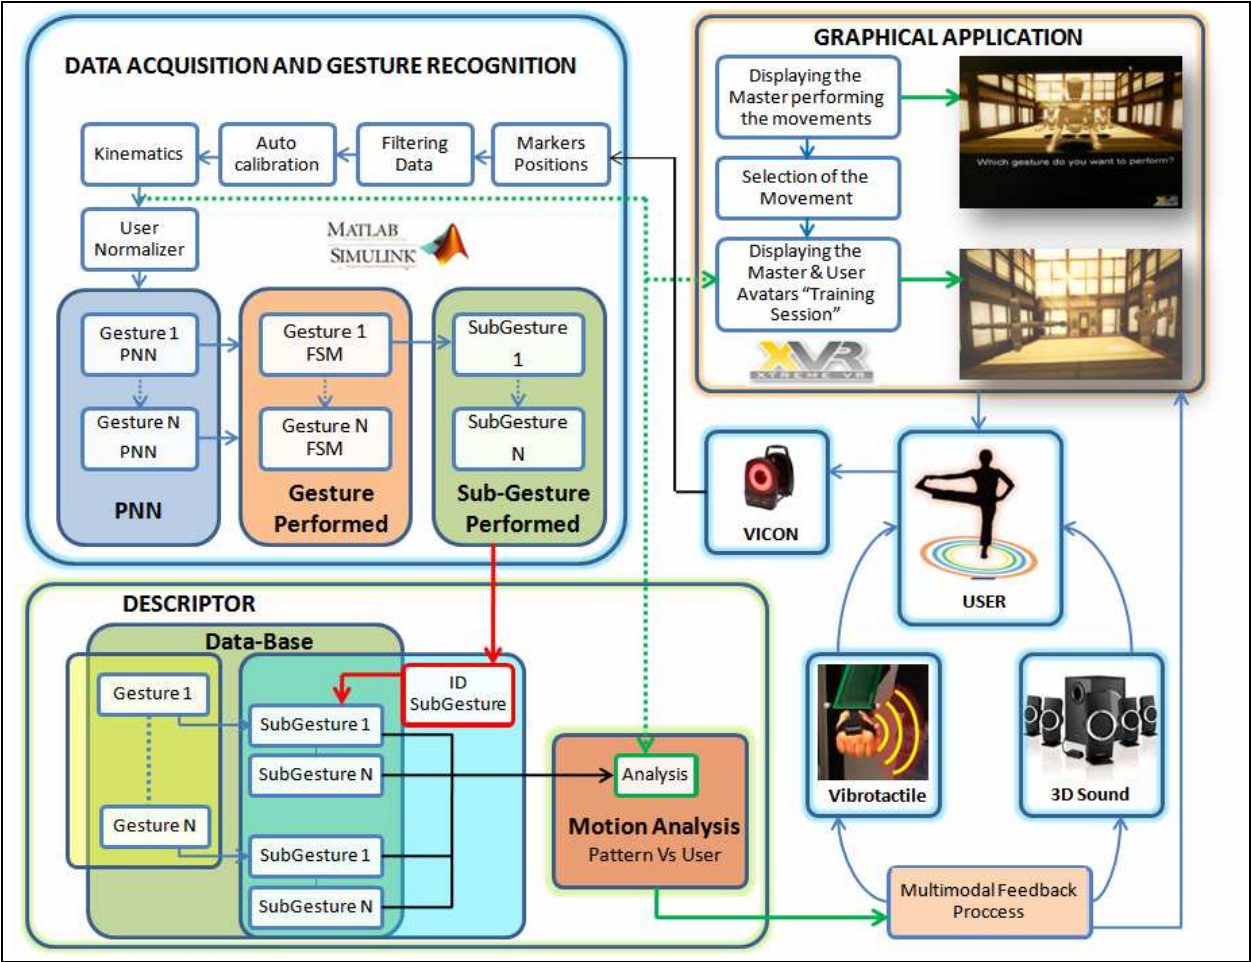 DATA ACQUISITION AND GESTURE RECOGNITION
Kinematics
Auto
calibration
Filtering
Data
Markers
Positions
User
Normalizer
MATLAB
SIMULINK
Gesture 1
PNN
Gesture N
PNN
PNN
Gesture 1
FSM
Gesture N
FSM
Gesture
Performed
SubGesture
1
SubGesture
N
Sub-Gesture
Performed
GRAPHICAL APPLICATION
Displaying the
Master performing
the movements
Selection of the
Movement
Displaying the
Master & User
Avatars “Training
Session”
XVR
XTREME VR
Which gesture do you want to perform?
XVR
VICON
USER
Vibrotactile
3D Sound
Multimodal Feedback
Proccess
DESCRIPTOR
Data-Base
Gesture 1
Gesture N
ID
SubGesture
SubGesture 1
SubGesture N
SubGesture 1
SubGesture N
Analysis
Motion Analysis
Pattern Vs User